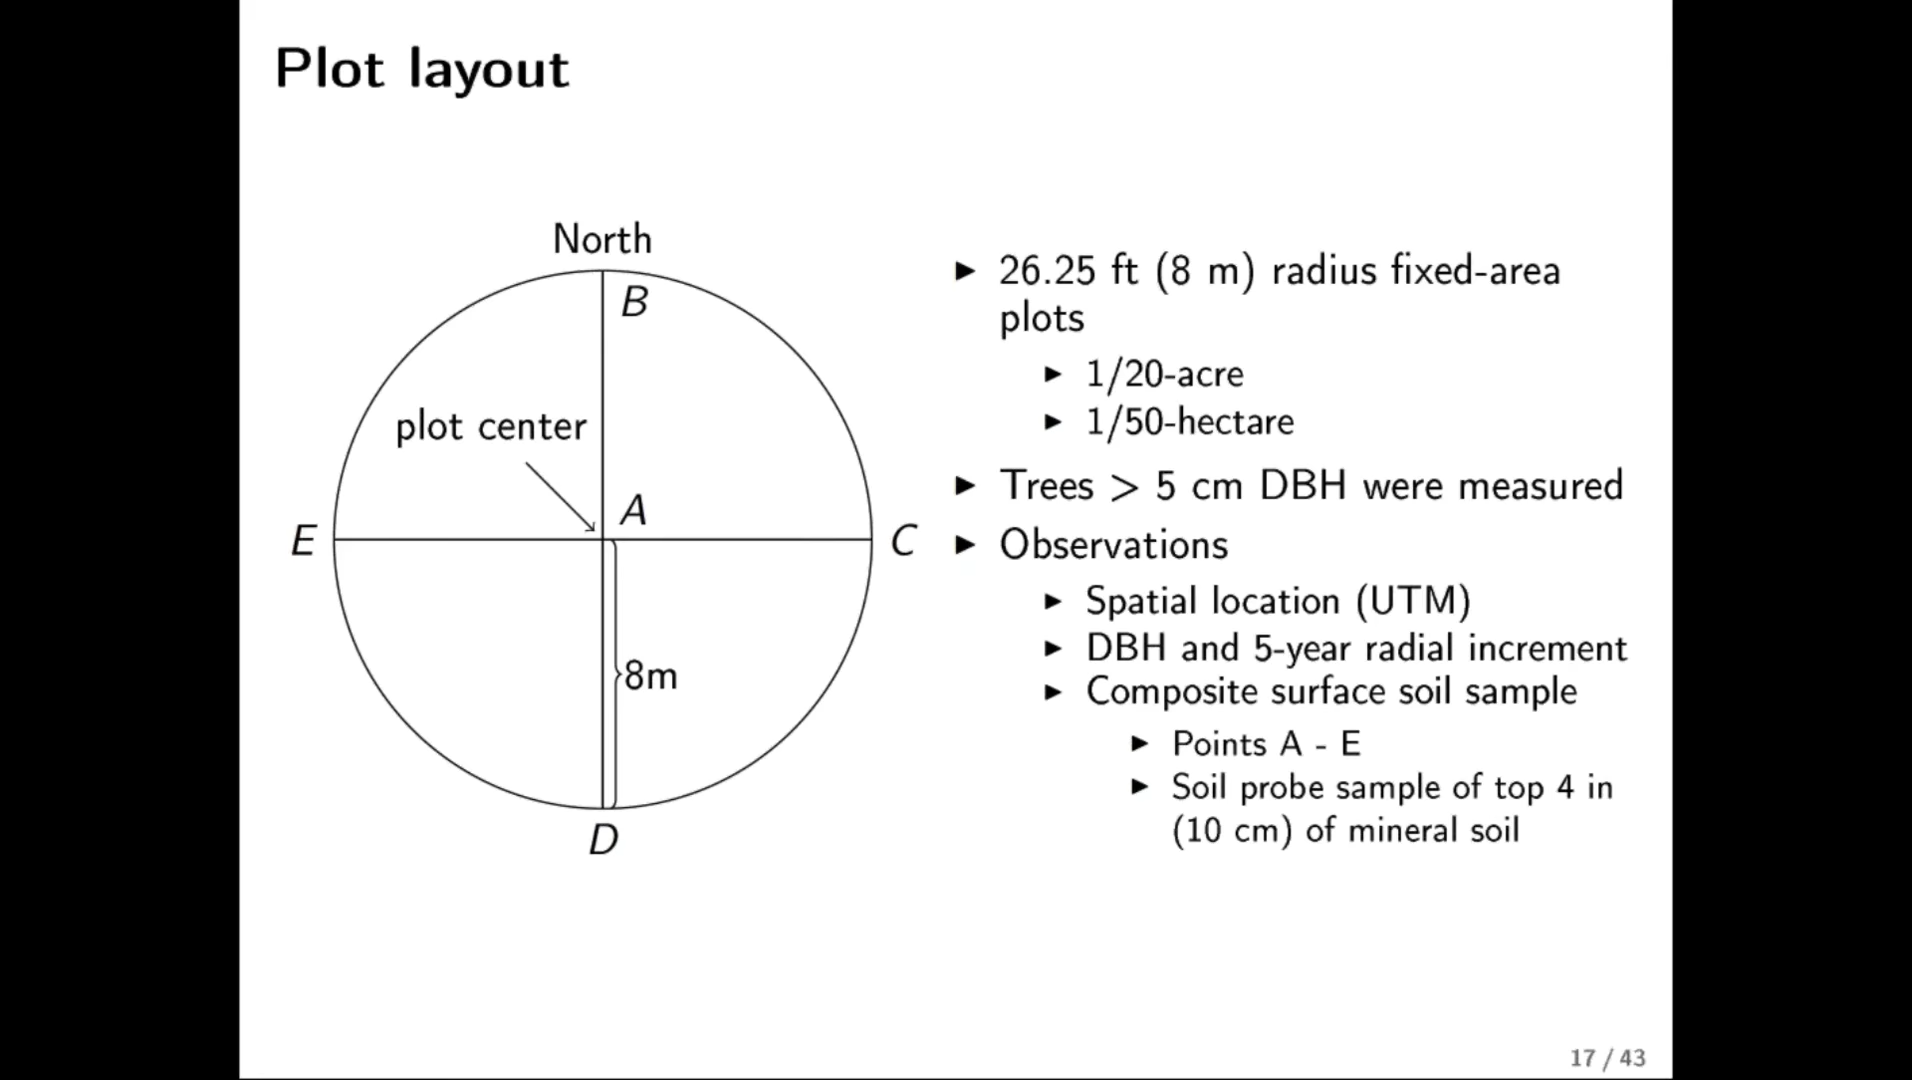 Plot layout
North
B
plot center
A
E
C
8m
D
▶ 26.25 ft (8 m) radius fixed-area
plots
▶ 1/20-acre
▶ 1/50-hectare
▶ Trees > 5 cm DBH were measured
▶ Observations
▶ Spatial location (UTM)
▶ DBH and 5-year radial increment
▶ Composite surface soil sample
▶ Points A - E
▶ Soil probe sample of top 4 in
(10 cm) of mineral soil
17 / 43